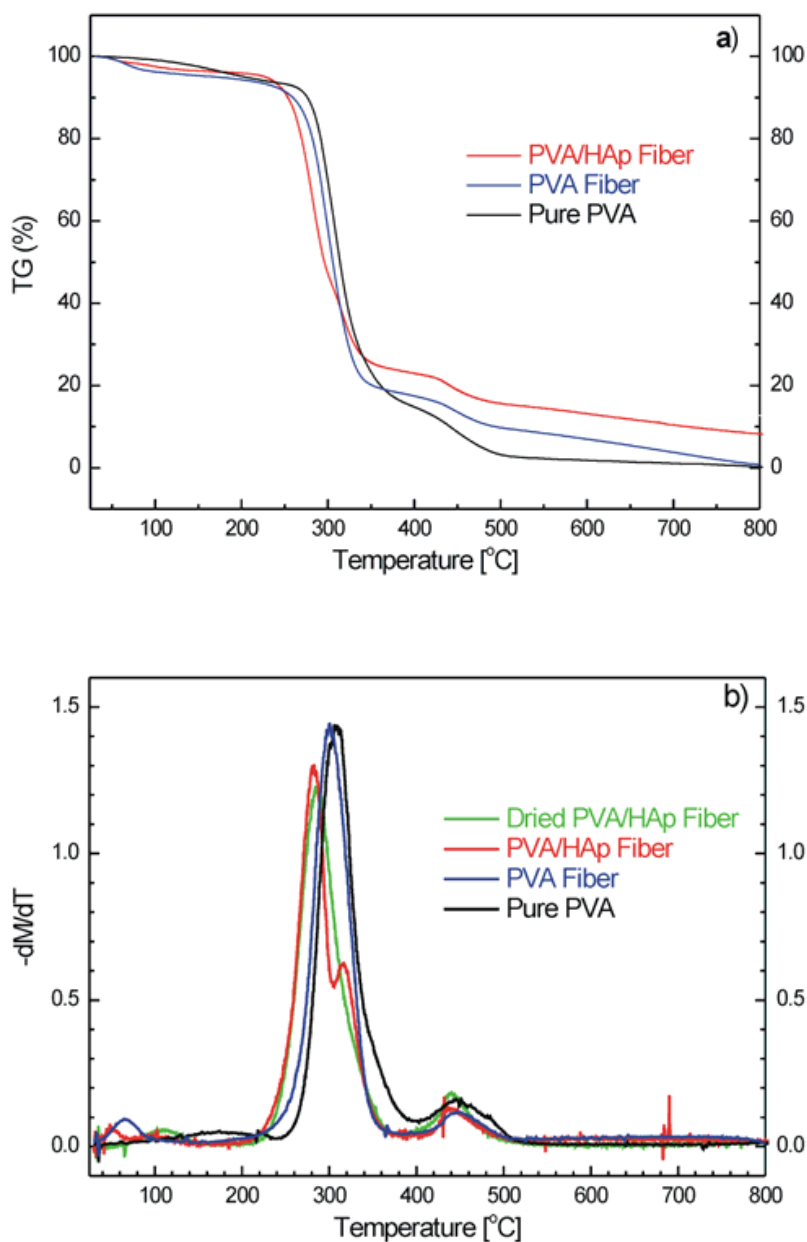 a)
100 100
80 80
60 60
40 40
20 20
0 0
TG (%)
PVA/HAp Fiber
PVA Fiber
Pure PVA
100 200 300 400 500 600 700 800
Temperature [°C]
b)
1.5 1.5
1.0 1.0
0.5 0.5
0.0 0.0
-dM/dT
Dried PVA/HAp Fiber
PVA/HAp Fiber
PVA Fiber
Pure PVA
100 200 300 400 500 600 700 800
Temperature [°C]